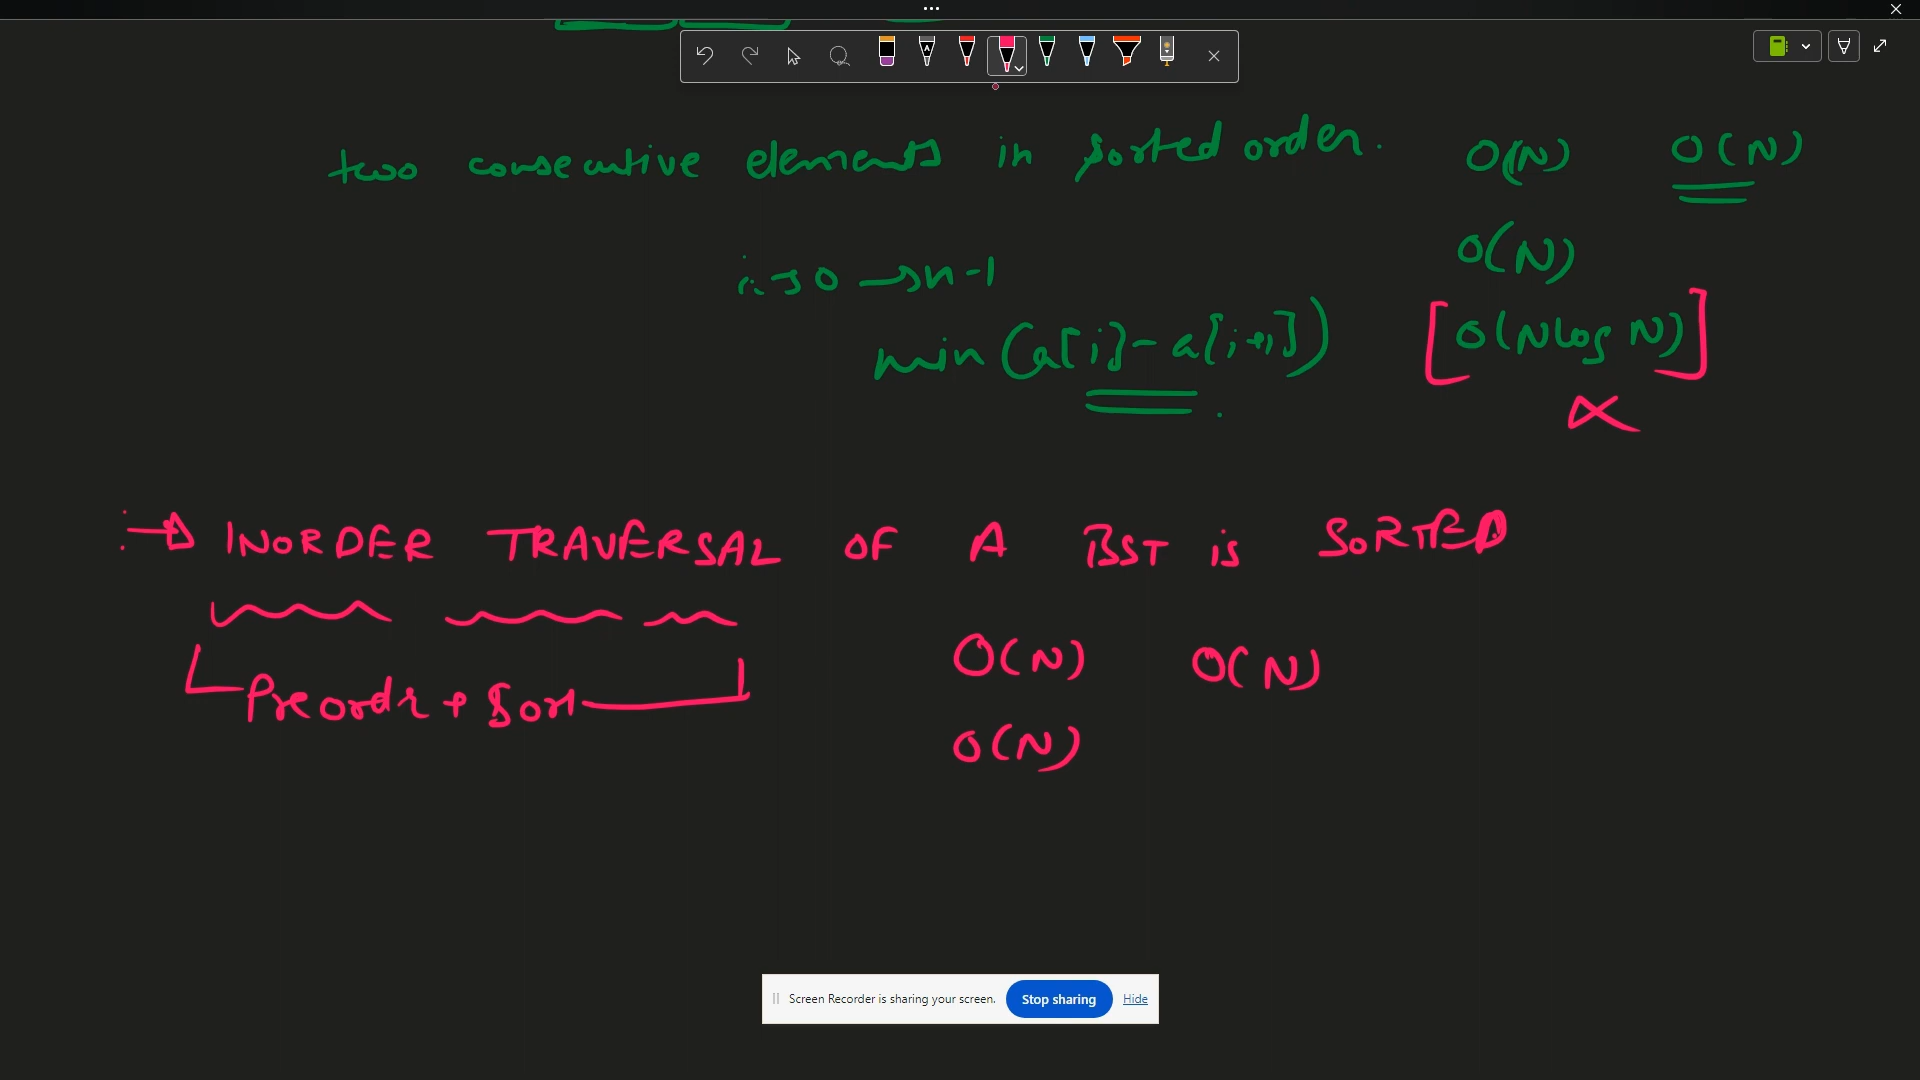 two consecutive elements in sorted order. O(N) O(N)
i → 0 → n-1 O(N)
min (a[i] - a[i+1]) [O(N log N)]
→ INORDER TRAVERSAL OF A BST is SORTED
O(N) O(N)
Preordr + Sort
O(N)
Screen Recorder is sharing your screen. Stop sharing Hide